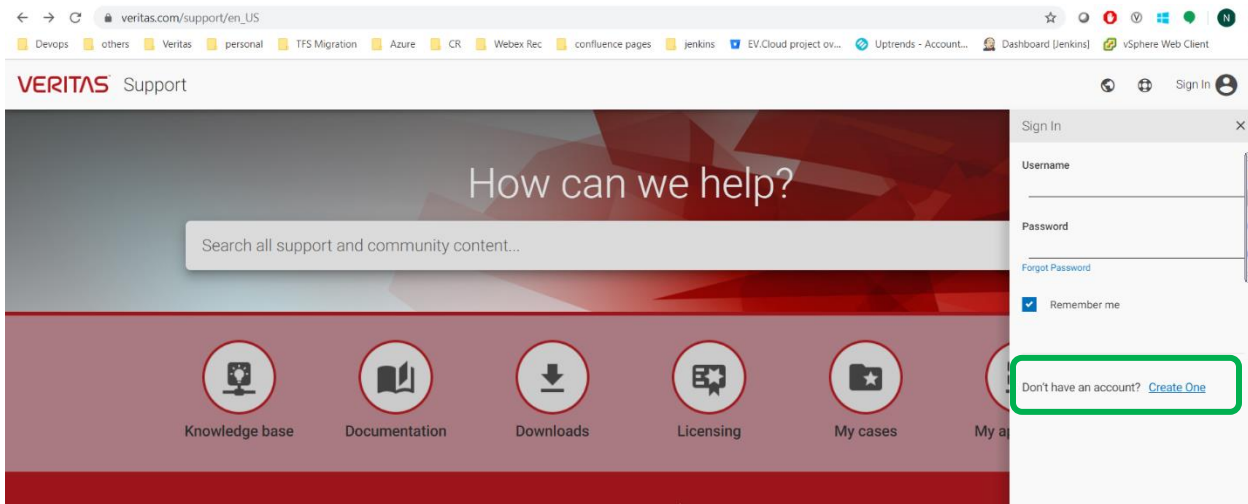 veritas.com/support/en_US
N
Devops others Veritas personal TFS Migration Azure CR Webex Rec confluence pages jenkins EV.Cloud project ov... Uptrends - Account... Dashboard [Jenkins] vSphere Web Client
VERITAS Support
Sign In
How can we help?
Search all support and community content...
Knowledge base
Documentation
Downloads
Licensing
My cases
My ap
Sign In
Username
Password
Forgot Password
Remember me
Don't have an account? Create One